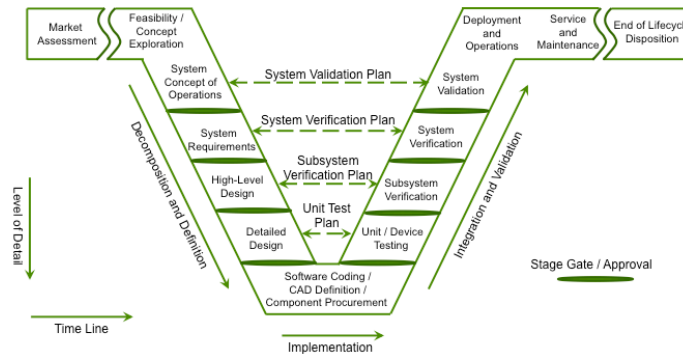 Market
Assessment
Feasibility /
Concept
Exploration
Deployment
and
Operations
Service
and
Maintenance
End of Lifecycle
Disposition
System
Concept of
Operations
System Validation Plan
System
Validation
System
Requirements
System Verification Plan
System
Verification
High-Level
Design
Subsystem
Verification Plan
Subsystem
Verification
Detailed
Design
Unit Test
Plan
Unit / Device
Testing
Software Coding /
CAD Definition /
Component Procurement
Decomposition and Definition
Integration and Validation
Level of Detail
Time Line
Implementation
Stage Gate / Approval